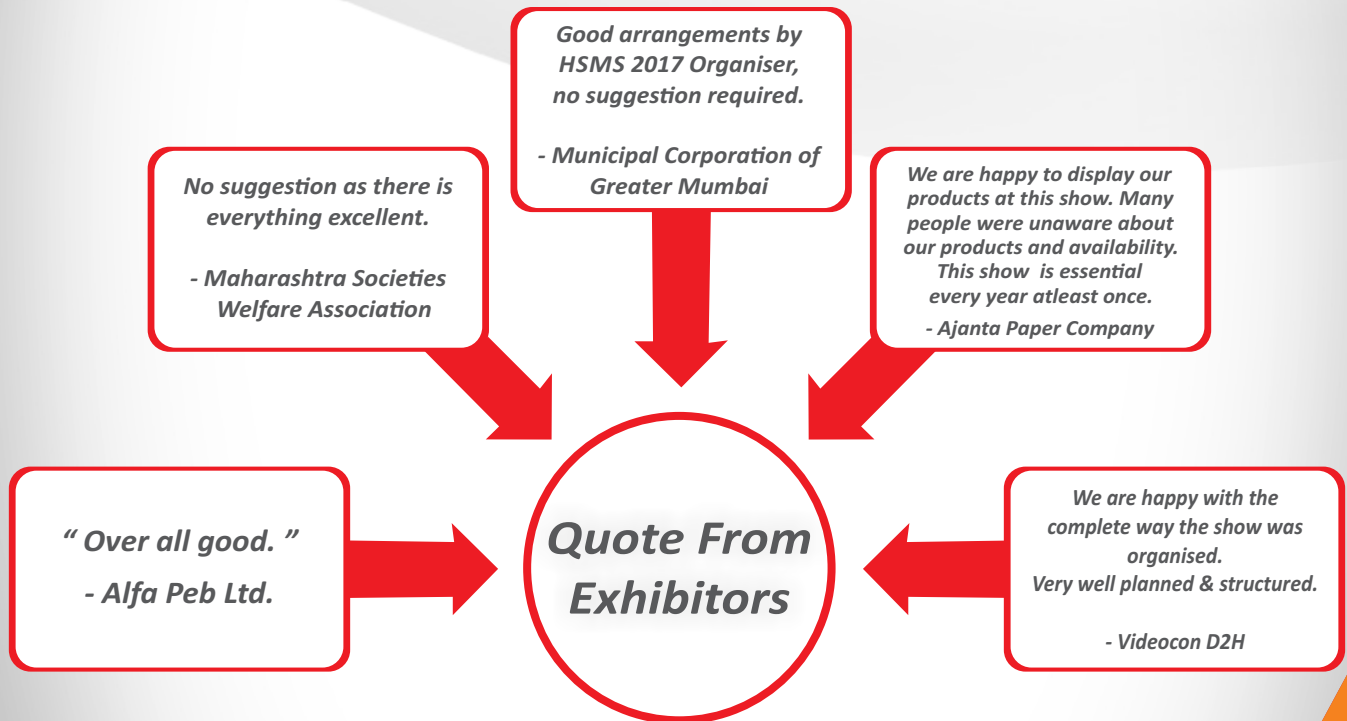 Good arrangements by
HSMS 2017 Organiser,
no suggestion required.
- Municipal Corporation of
Greater Mumbai
No suggestion as there is
everything excellent.
- Maharashtra Societies
Welfare Association
We are happy to display our
products at this show. Many
people were unaware about
our products and availability.
This show is essential
every year atleast once.
- Ajanta Paper Company
“ Over all good. ”
- Alfa Peb Ltd.
Quote From
Exhibitors
We are happy with the
complete way the show was
organised.
Very well planned & structured.
- Videocon D2H